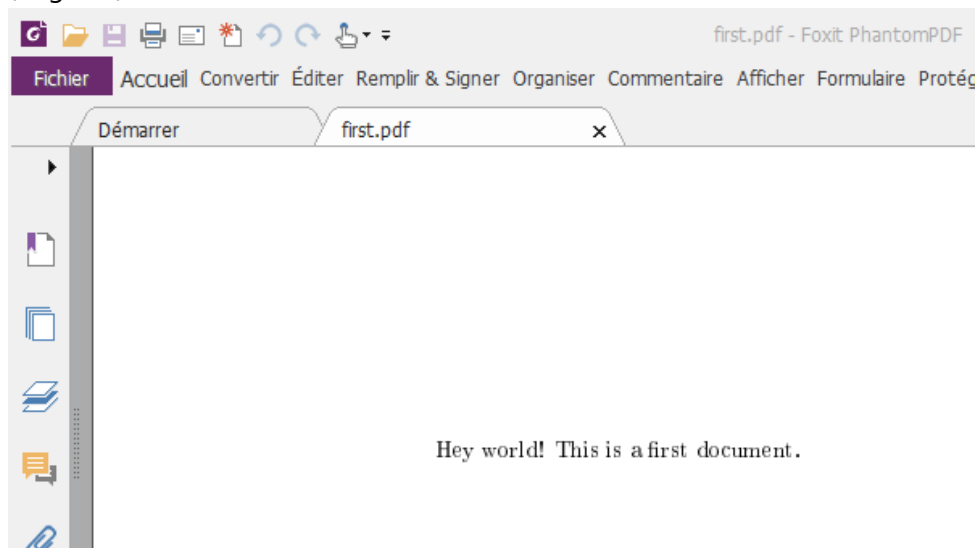 first.pdf - Foxit PhantomPDF
Fichier Accueil Convertir Éditer Remplir & Signer Organiser Commentaire Afficher Formulaire Protég
Démarrer first.pdf x
Hey world! This is a first document.